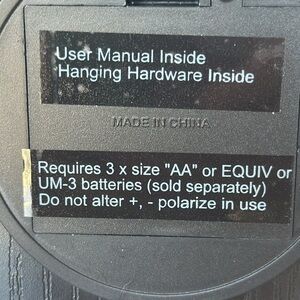 User Manual Inside
Hanging Hardware Inside
MADE IN CHINA
Requires 3 x size "AA" or EQUIV or
UM-3 batteries (sold separately)
Do not alter +, - polarize in use